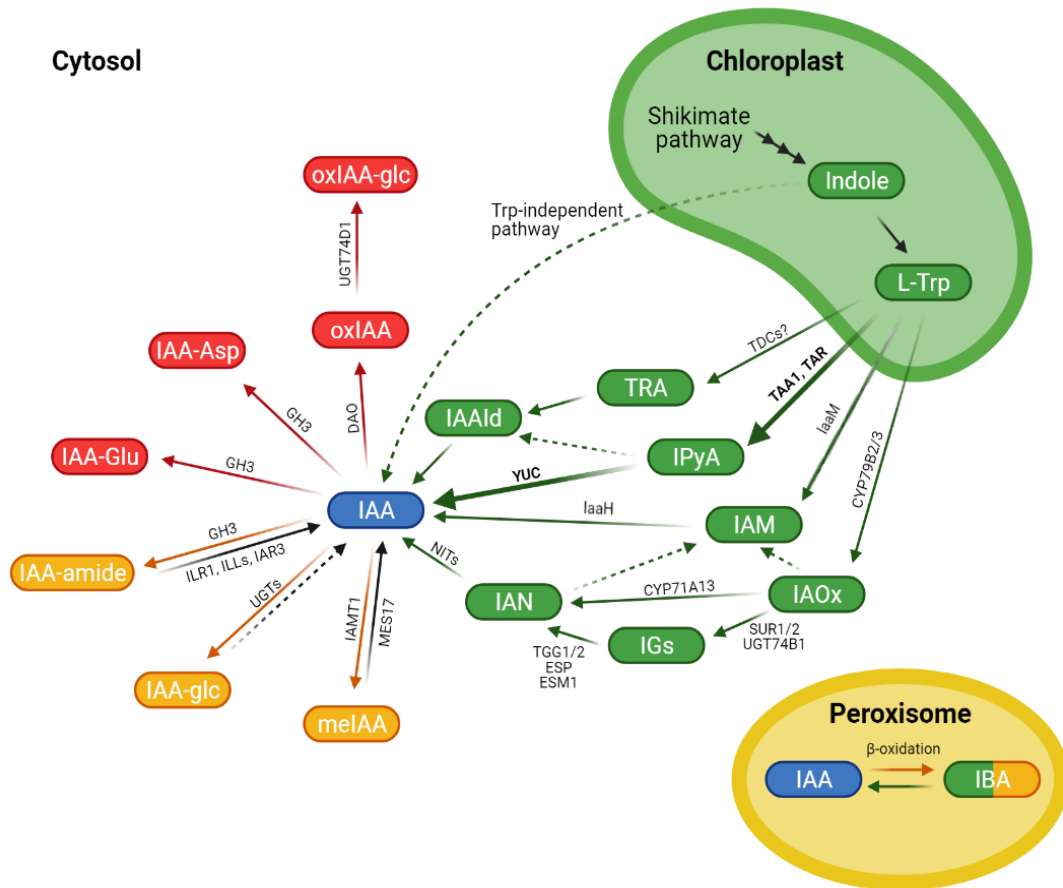 Cytosol
Chloroplast
Shikimate
pathway
Indole
oxIAA-glc
Trp-independent
pathway
UGT74D1
L-Trp
oxIAA
TDCs?
IAA-Asp
TAA1, TAR
TRA
IaaM
DAO
GH3
IAAld
CYP79B2/3
IAA-Glu
GH3
IPyA
YUC
IAA
IaaH
IAM
GH3
ILR1, ILLs, IAR3
NITs
IAA-amide
UGTs
CYP71A13
IAN
IAOx
IAMT1
MES17
SUR1/2
UGT74B1
IGs
TGG1/2
ESP
ESM1
IAA-glc
meIAA
Peroxisome
β-oxidation
IAA
IBA